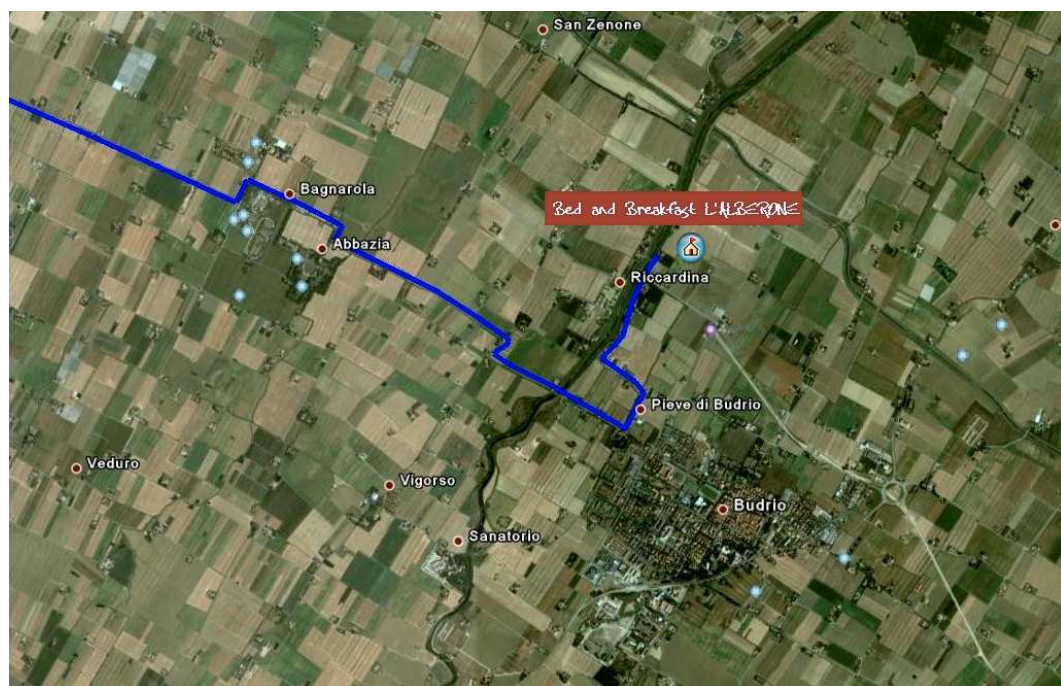 San Zenone
Bagnarola
Bed and Breakfast L'ALBERONE
Abbazia
Riccardina
Pieve di Budrio
Veduro
Vigorso
Budrio
Sanatorio